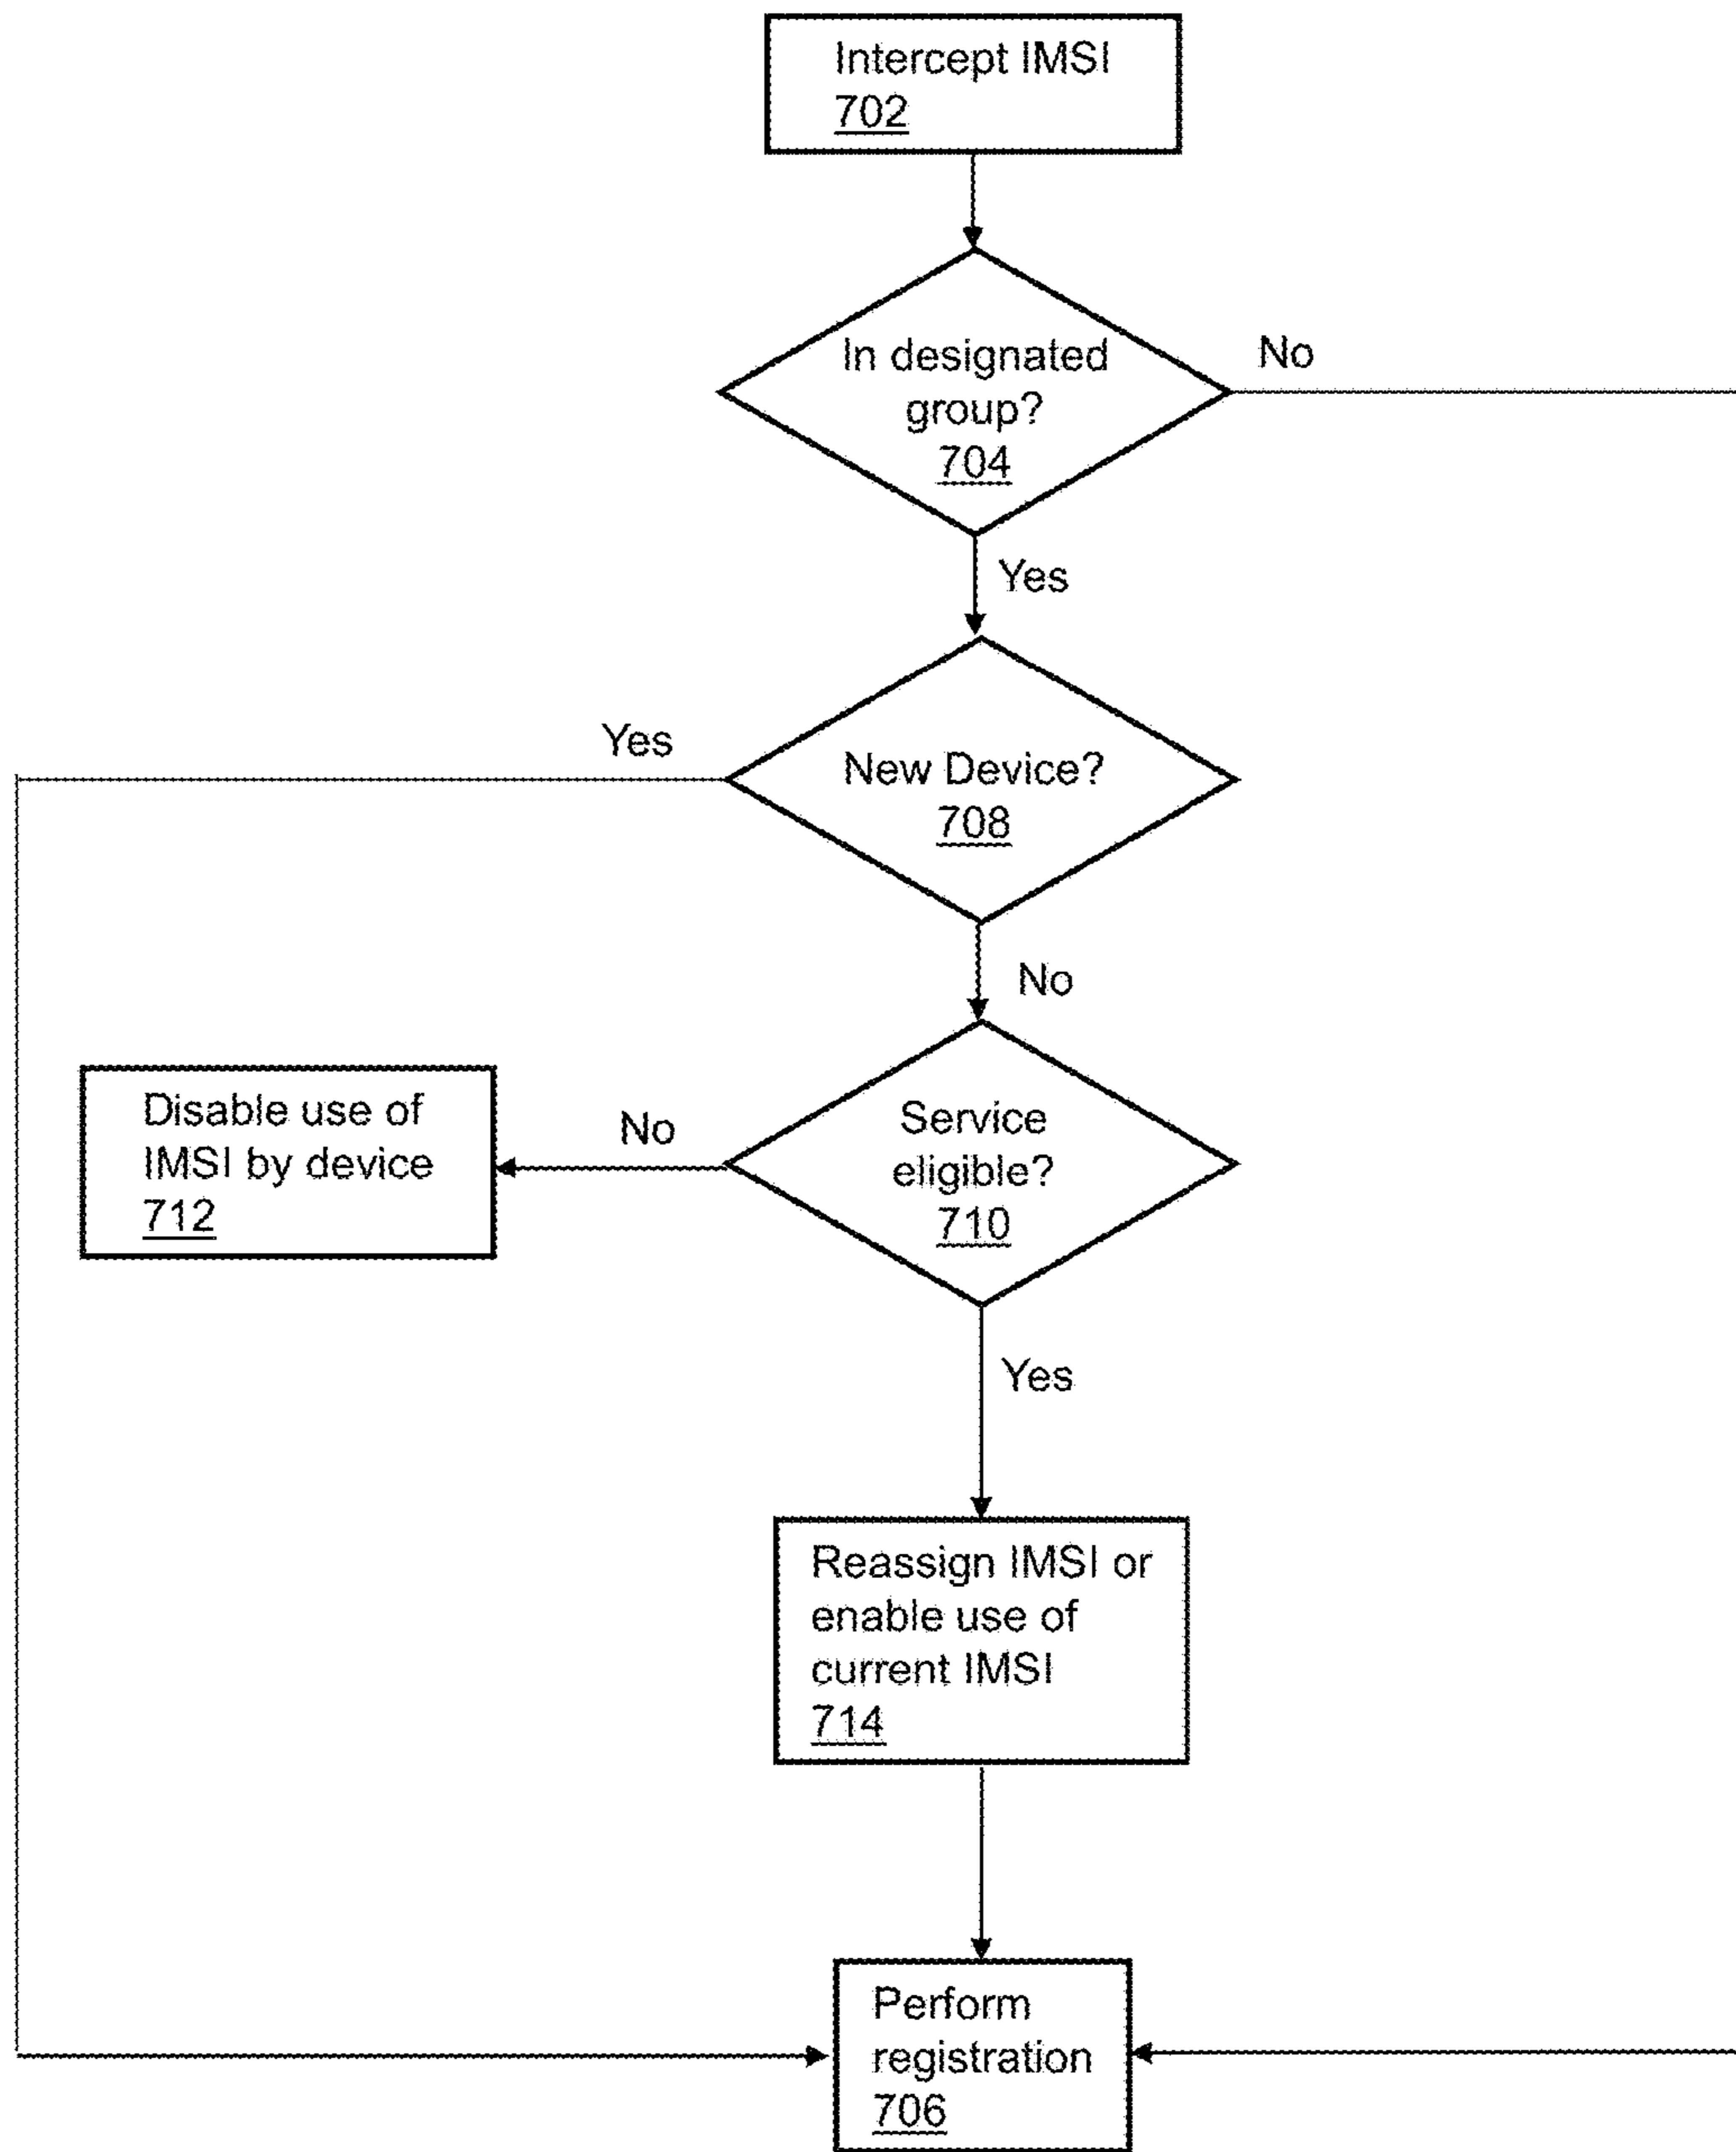 Intercept IMSI
702
In designated
group?
704
No
Yes
New Device?
708
Yes
No
Service
eligible?
710
No
Disable use of
IMSI by device
712
Yes
Reassign IMSI or
enable use of
current IMSI
714
Perform
registration
706